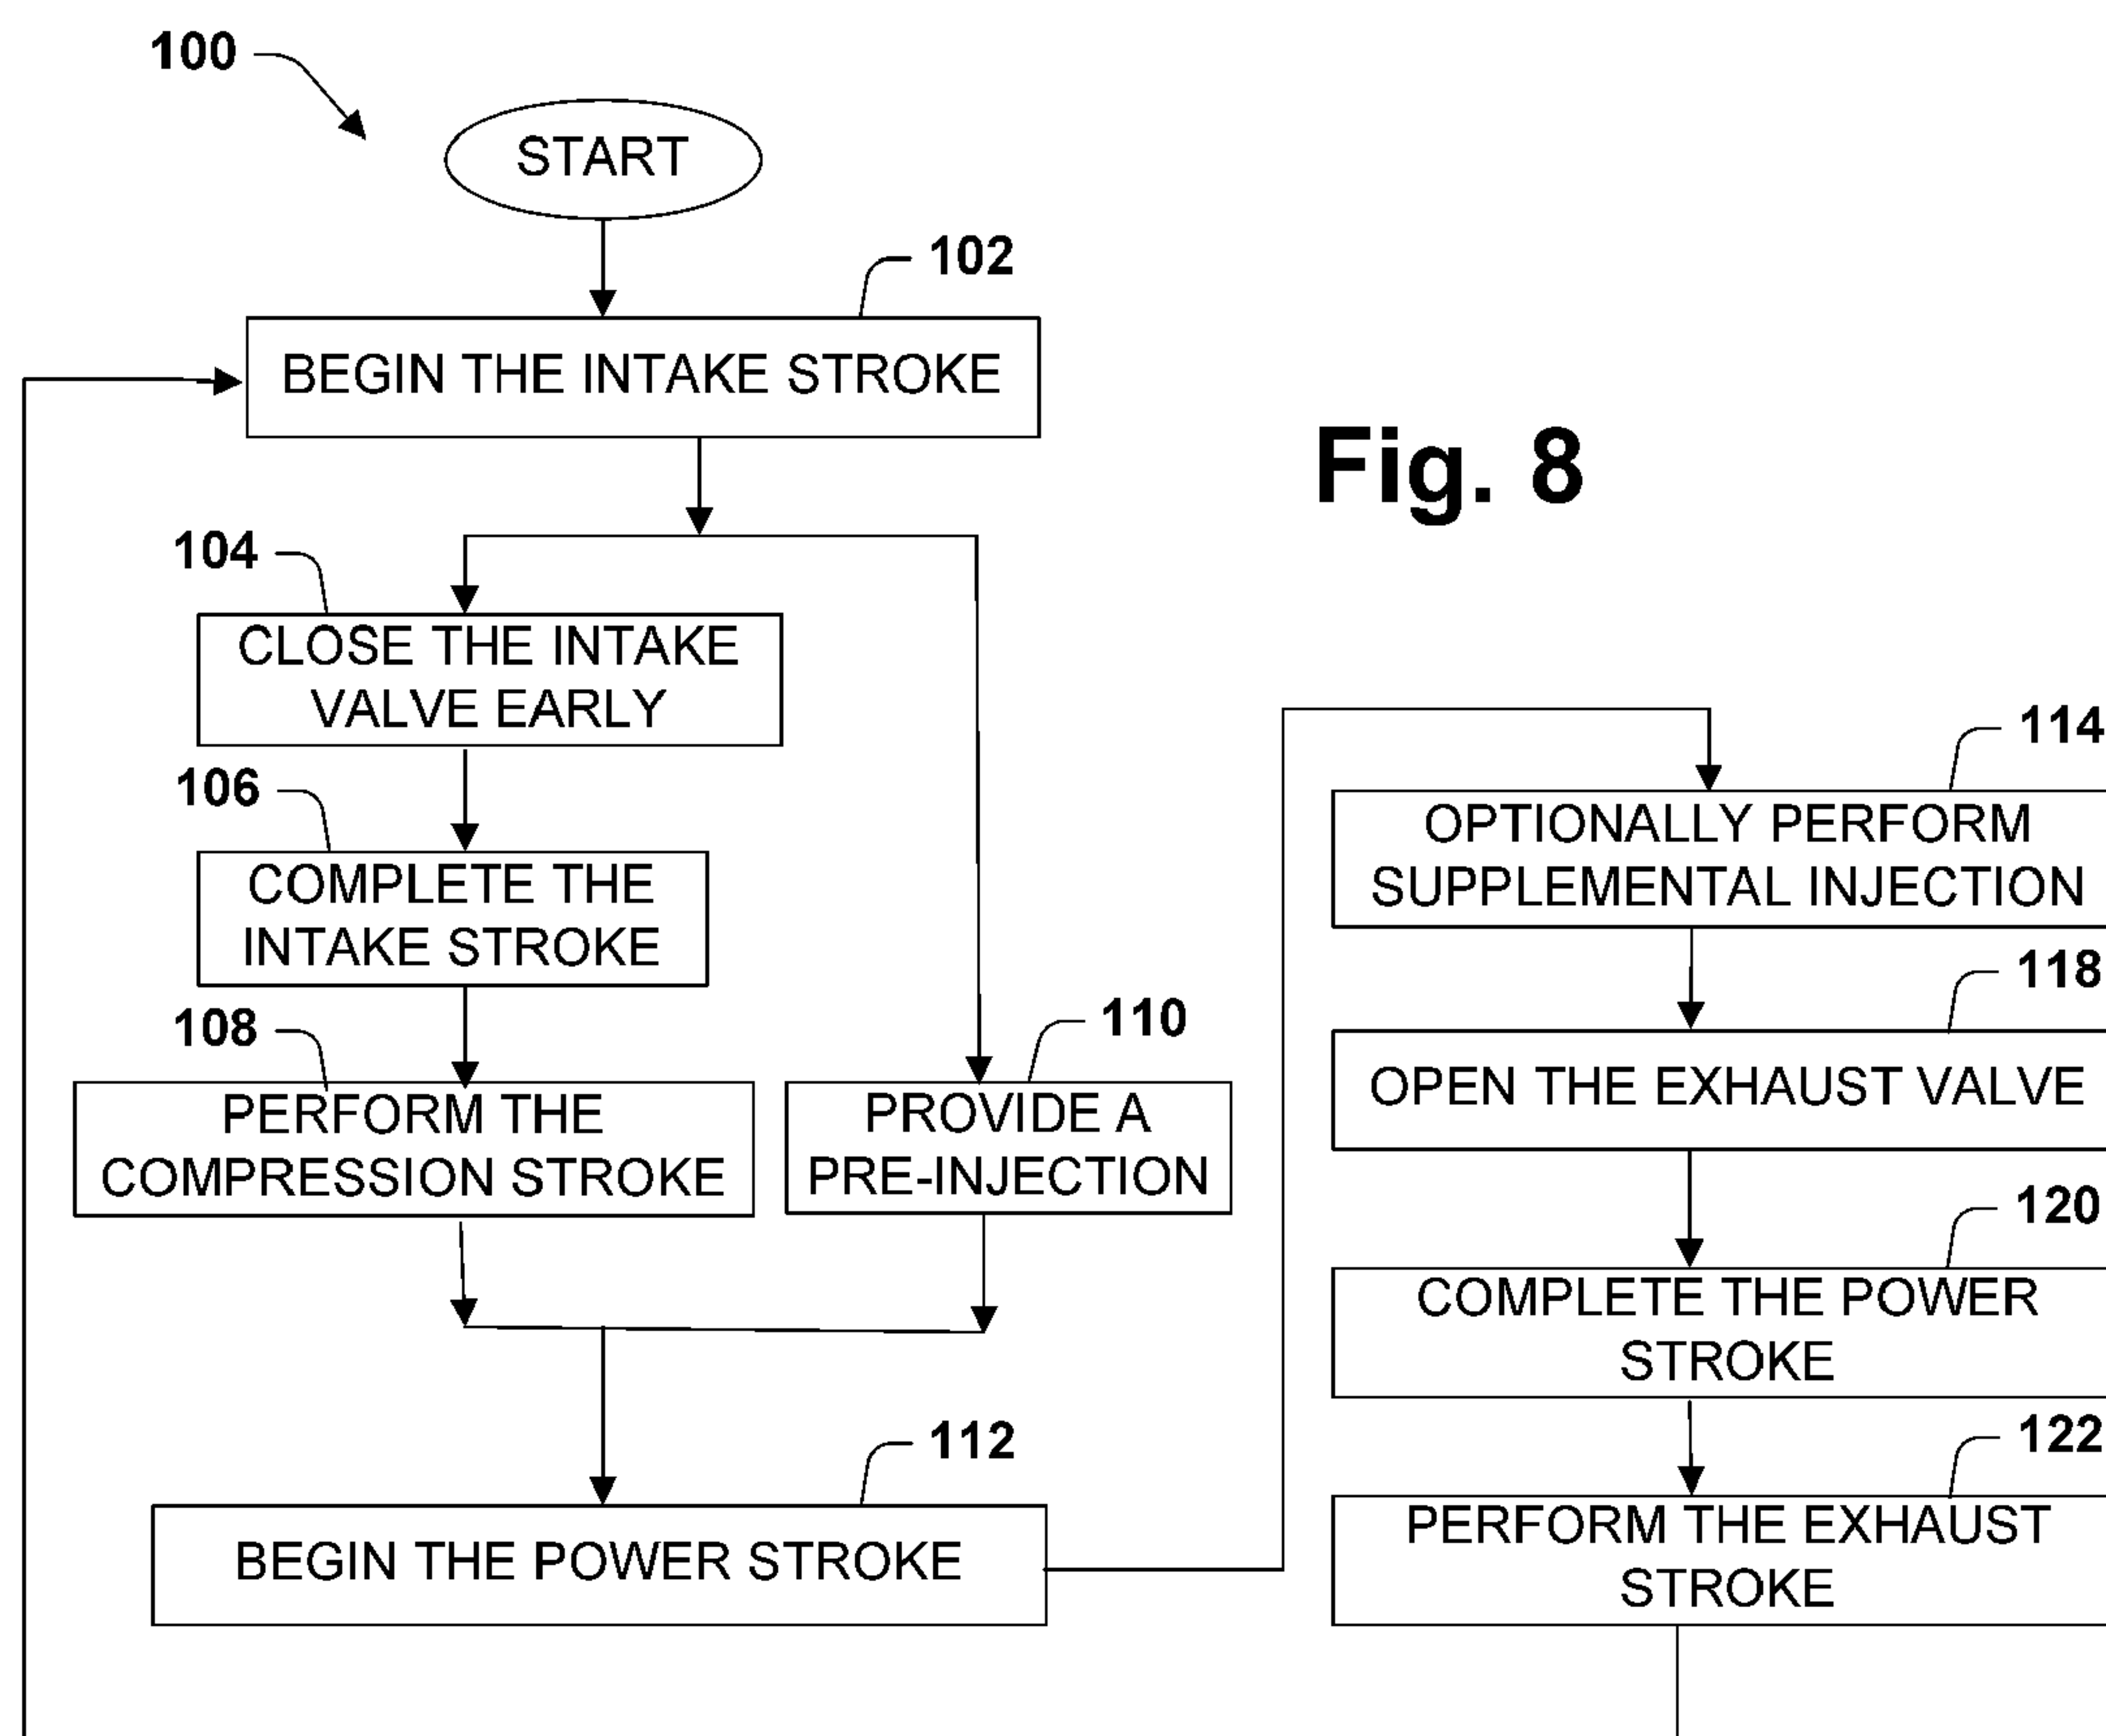 100
START
102
BEGIN THE INTAKE STROKE
Fig. 8
104
CLOSE THE INTAKE
VALVE EARLY
106
COMPLETE THE
INTAKE STROKE
108
PERFORM THE
COMPRESSION STROKE
110
PROVIDE A
PRE-INJECTION
112
BEGIN THE POWER STROKE
114
OPTIONALLY PERFORM
SUPPLEMENTAL INJECTION
118
OPEN THE EXHAUST VALVE
120
COMPLETE THE POWER
STROKE
122
PERFORM THE EXHAUST
STROKE